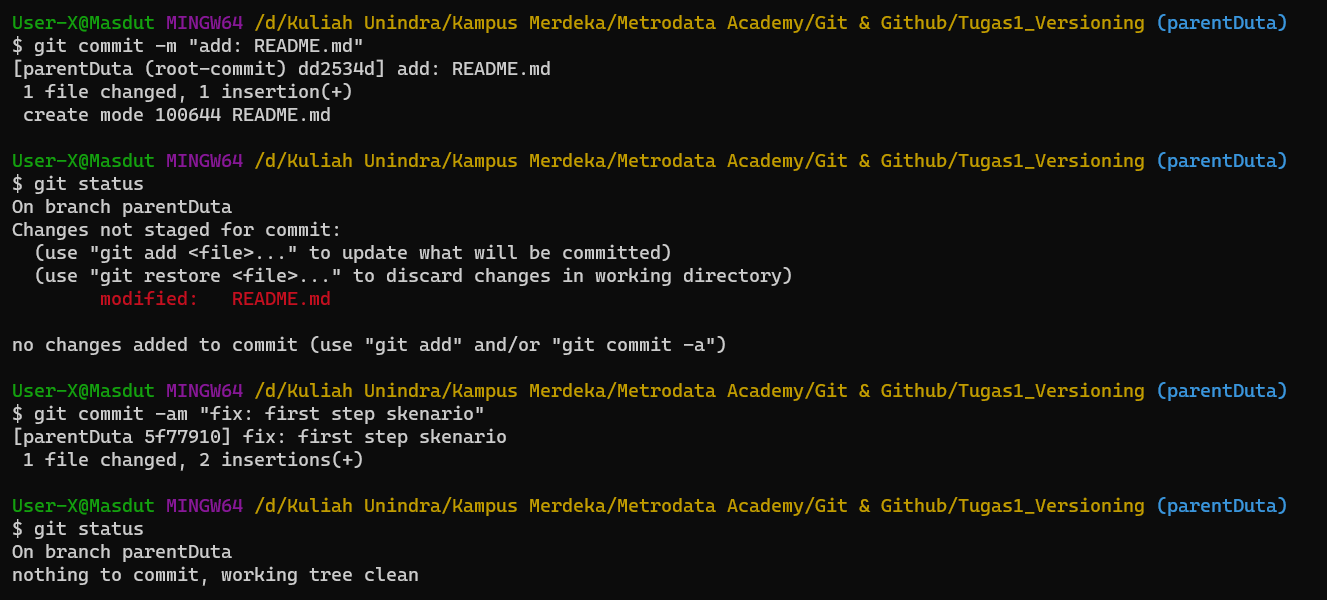 User-X@Masdut MINGW64 /d/Kuliah Unindra/Kampus Merdeka/Metrodata Academy/Git & Github/Tugas1_Versioning (parentDuta)
$ git commit -m "add: README.md"
[parentDuta (root-commit) dd2534d] add: README.md
 1 file changed, 1 insertion(+)
 create mode 100644 README.md

User-X@Masdut MINGW64 /d/Kuliah Unindra/Kampus Merdeka/Metrodata Academy/Git & Github/Tugas1_Versioning (parentDuta)
$ git status
On branch parentDuta
Changes not staged for commit:
  (use "git add <file>..." to update what will be committed)
  (use "git restore <file>..." to discard changes in working directory)
        modified:   README.md

no changes added to commit (use "git add" and/or "git commit -a")

User-X@Masdut MINGW64 /d/Kuliah Unindra/Kampus Merdeka/Metrodata Academy/Git & Github/Tugas1_Versioning (parentDuta)
$ git commit -am "fix: first step skenario"
[parentDuta 5f77910] fix: first step skenario
 1 file changed, 2 insertions(+)

User-X@Masdut MINGW64 /d/Kuliah Unindra/Kampus Merdeka/Metrodata Academy/Git & Github/Tugas1_Versioning (parentDuta)
$ git status
On branch parentDuta
nothing to commit, working tree clean